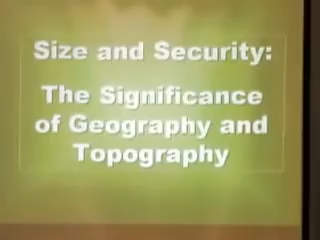 Size and Security:
The Significance
of Geography and
Topography